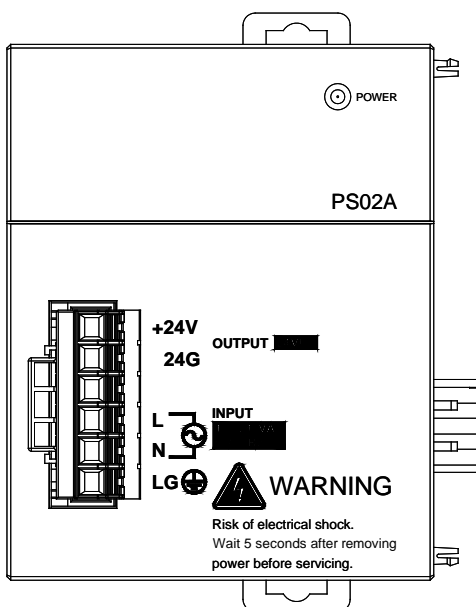 POWER
PS02A
+24V
24G
OUTPUT
L
N
INPUT
LG
WARNING
Risk of electrical shock.
Wait 5 seconds after removing
power before servicing.